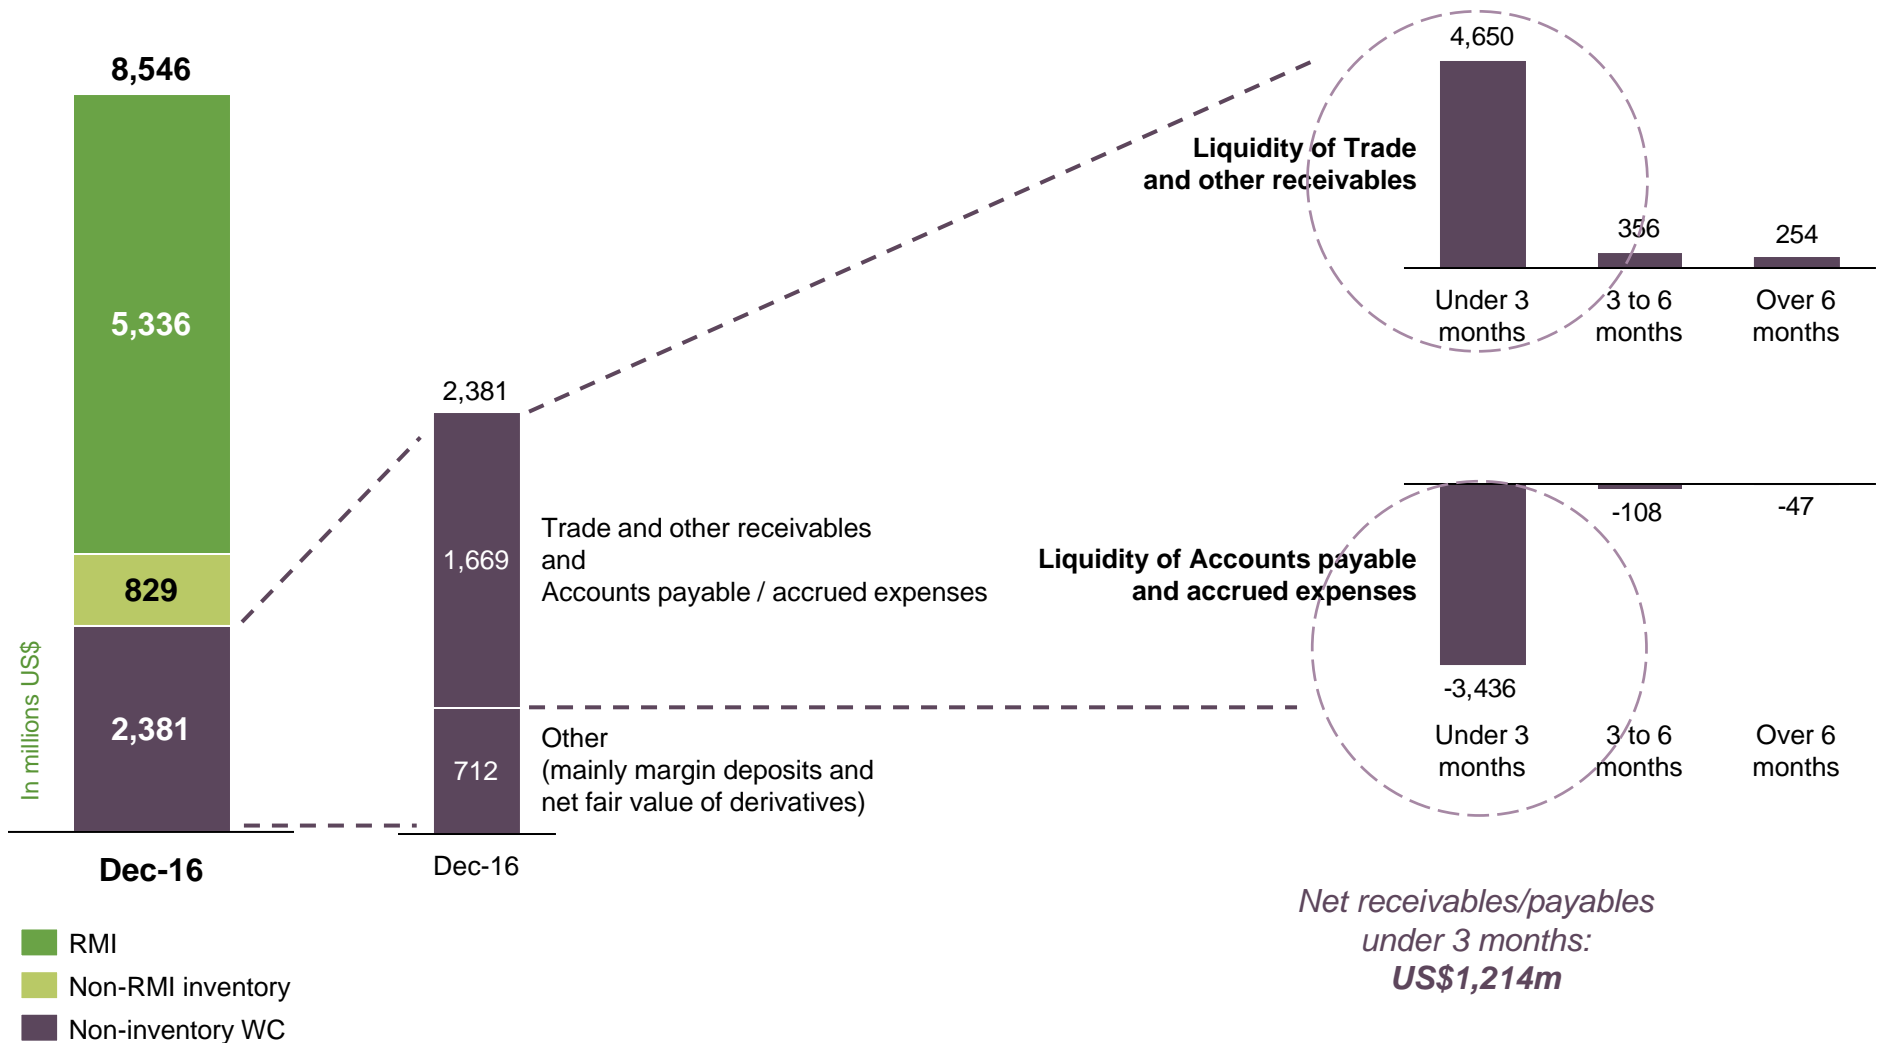 8,546
5,336
829
2,381
In millions US$
Dec-16
RMI
Non-RMI inventory
Non-inventory WC
2,381
1,669
712
Dec-16
Trade and other receivables
and
Accounts payable / accrued expenses
Other
(mainly margin deposits and
net fair value of derivatives)
Liquidity of Trade
and other receivables
4,650
356
254
Under 3
months
3 to 6
months
Over 6
months
Liquidity of Accounts payable
and accrued expenses
-3,436
-108
-47
Under 3
months
3 to 6
months
Over 6
months
Net receivables/payables
under 3 months:
US$1,214m